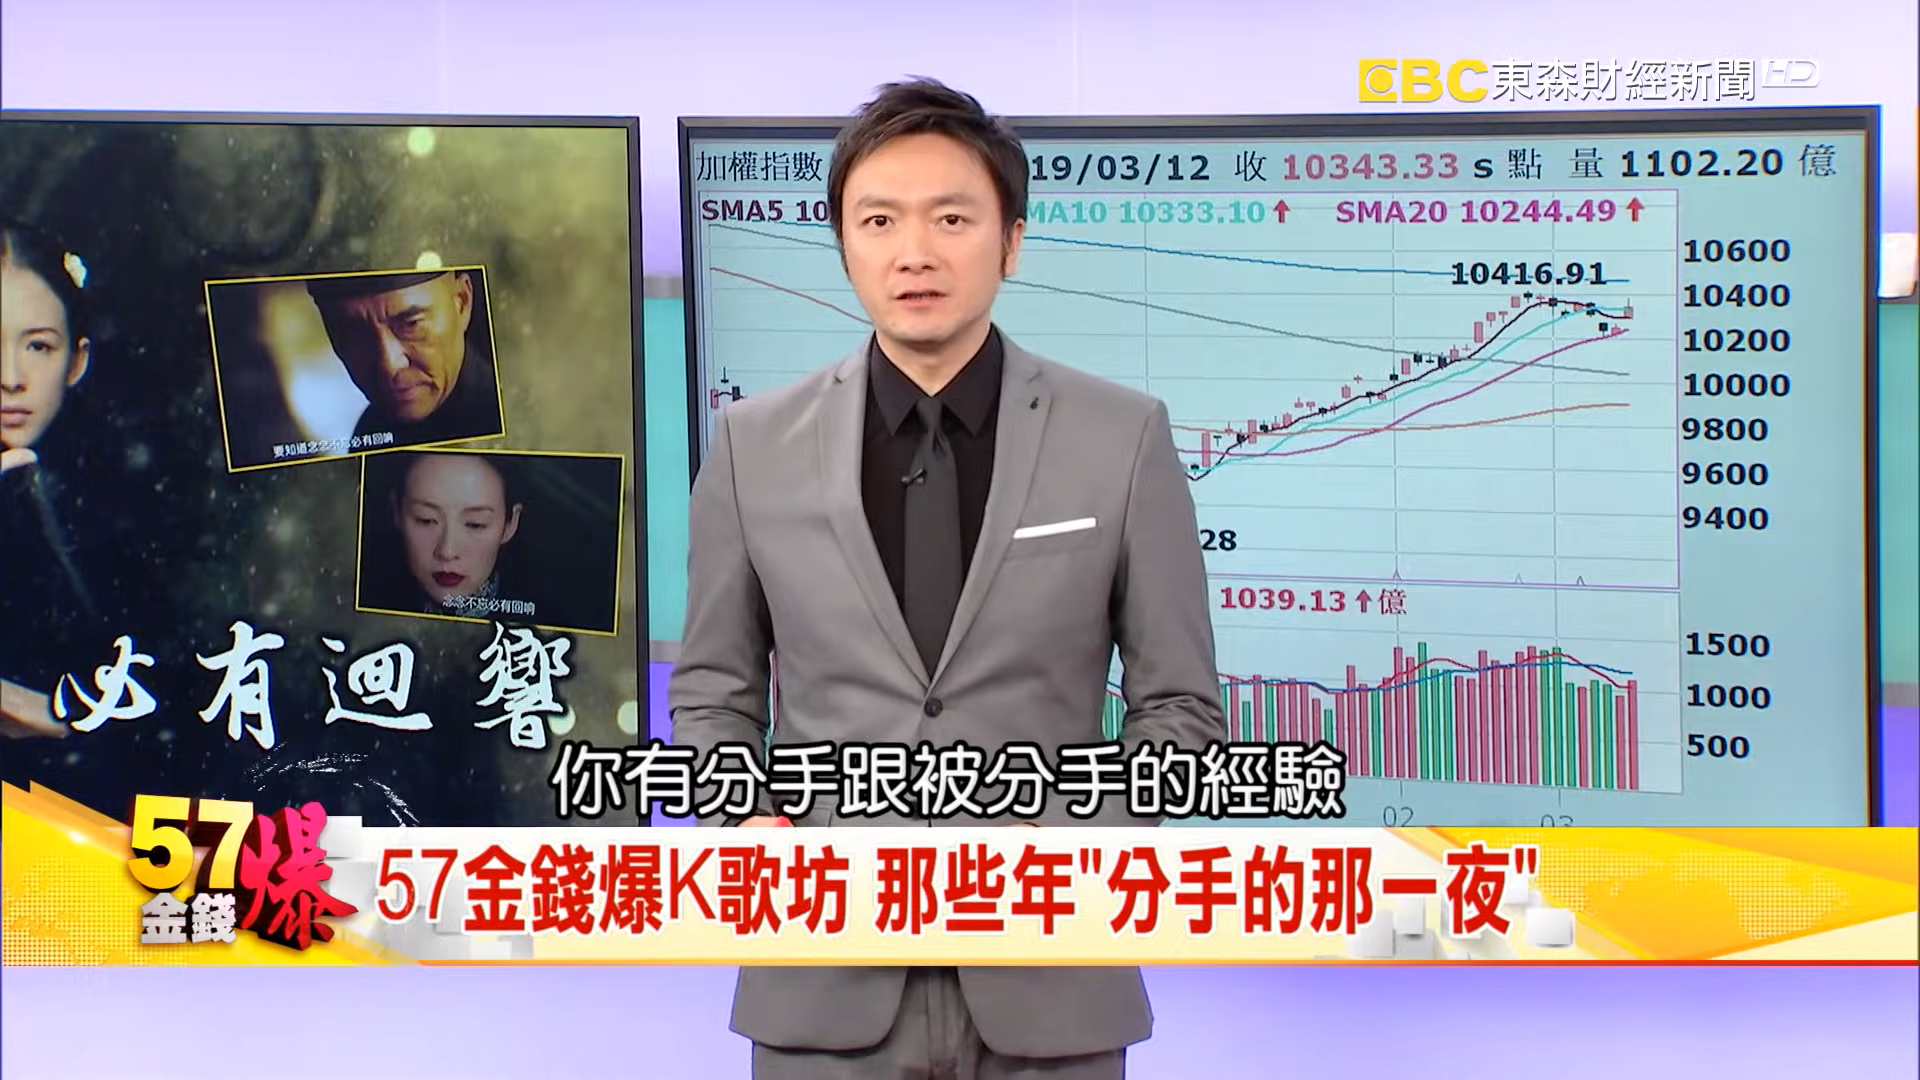 EBC東森財經新聞HD
加權指數
19/03/12 收 10343.33 s 點 量 1102.20 億
SMA5 10
MA10 10333.10↑ SMA20 10244.49↑
10600
10416.91
10400
10200
10000
9800
9600
9400
28
1039.13↑億
1500
1000
500
02
03
要知道念念不忘必有回响
念念不忘必有回响
必有迴響
你有分手跟被分手的經驗
57金錢爆
57金錢爆K歌坊 那些年"分手的那一夜"